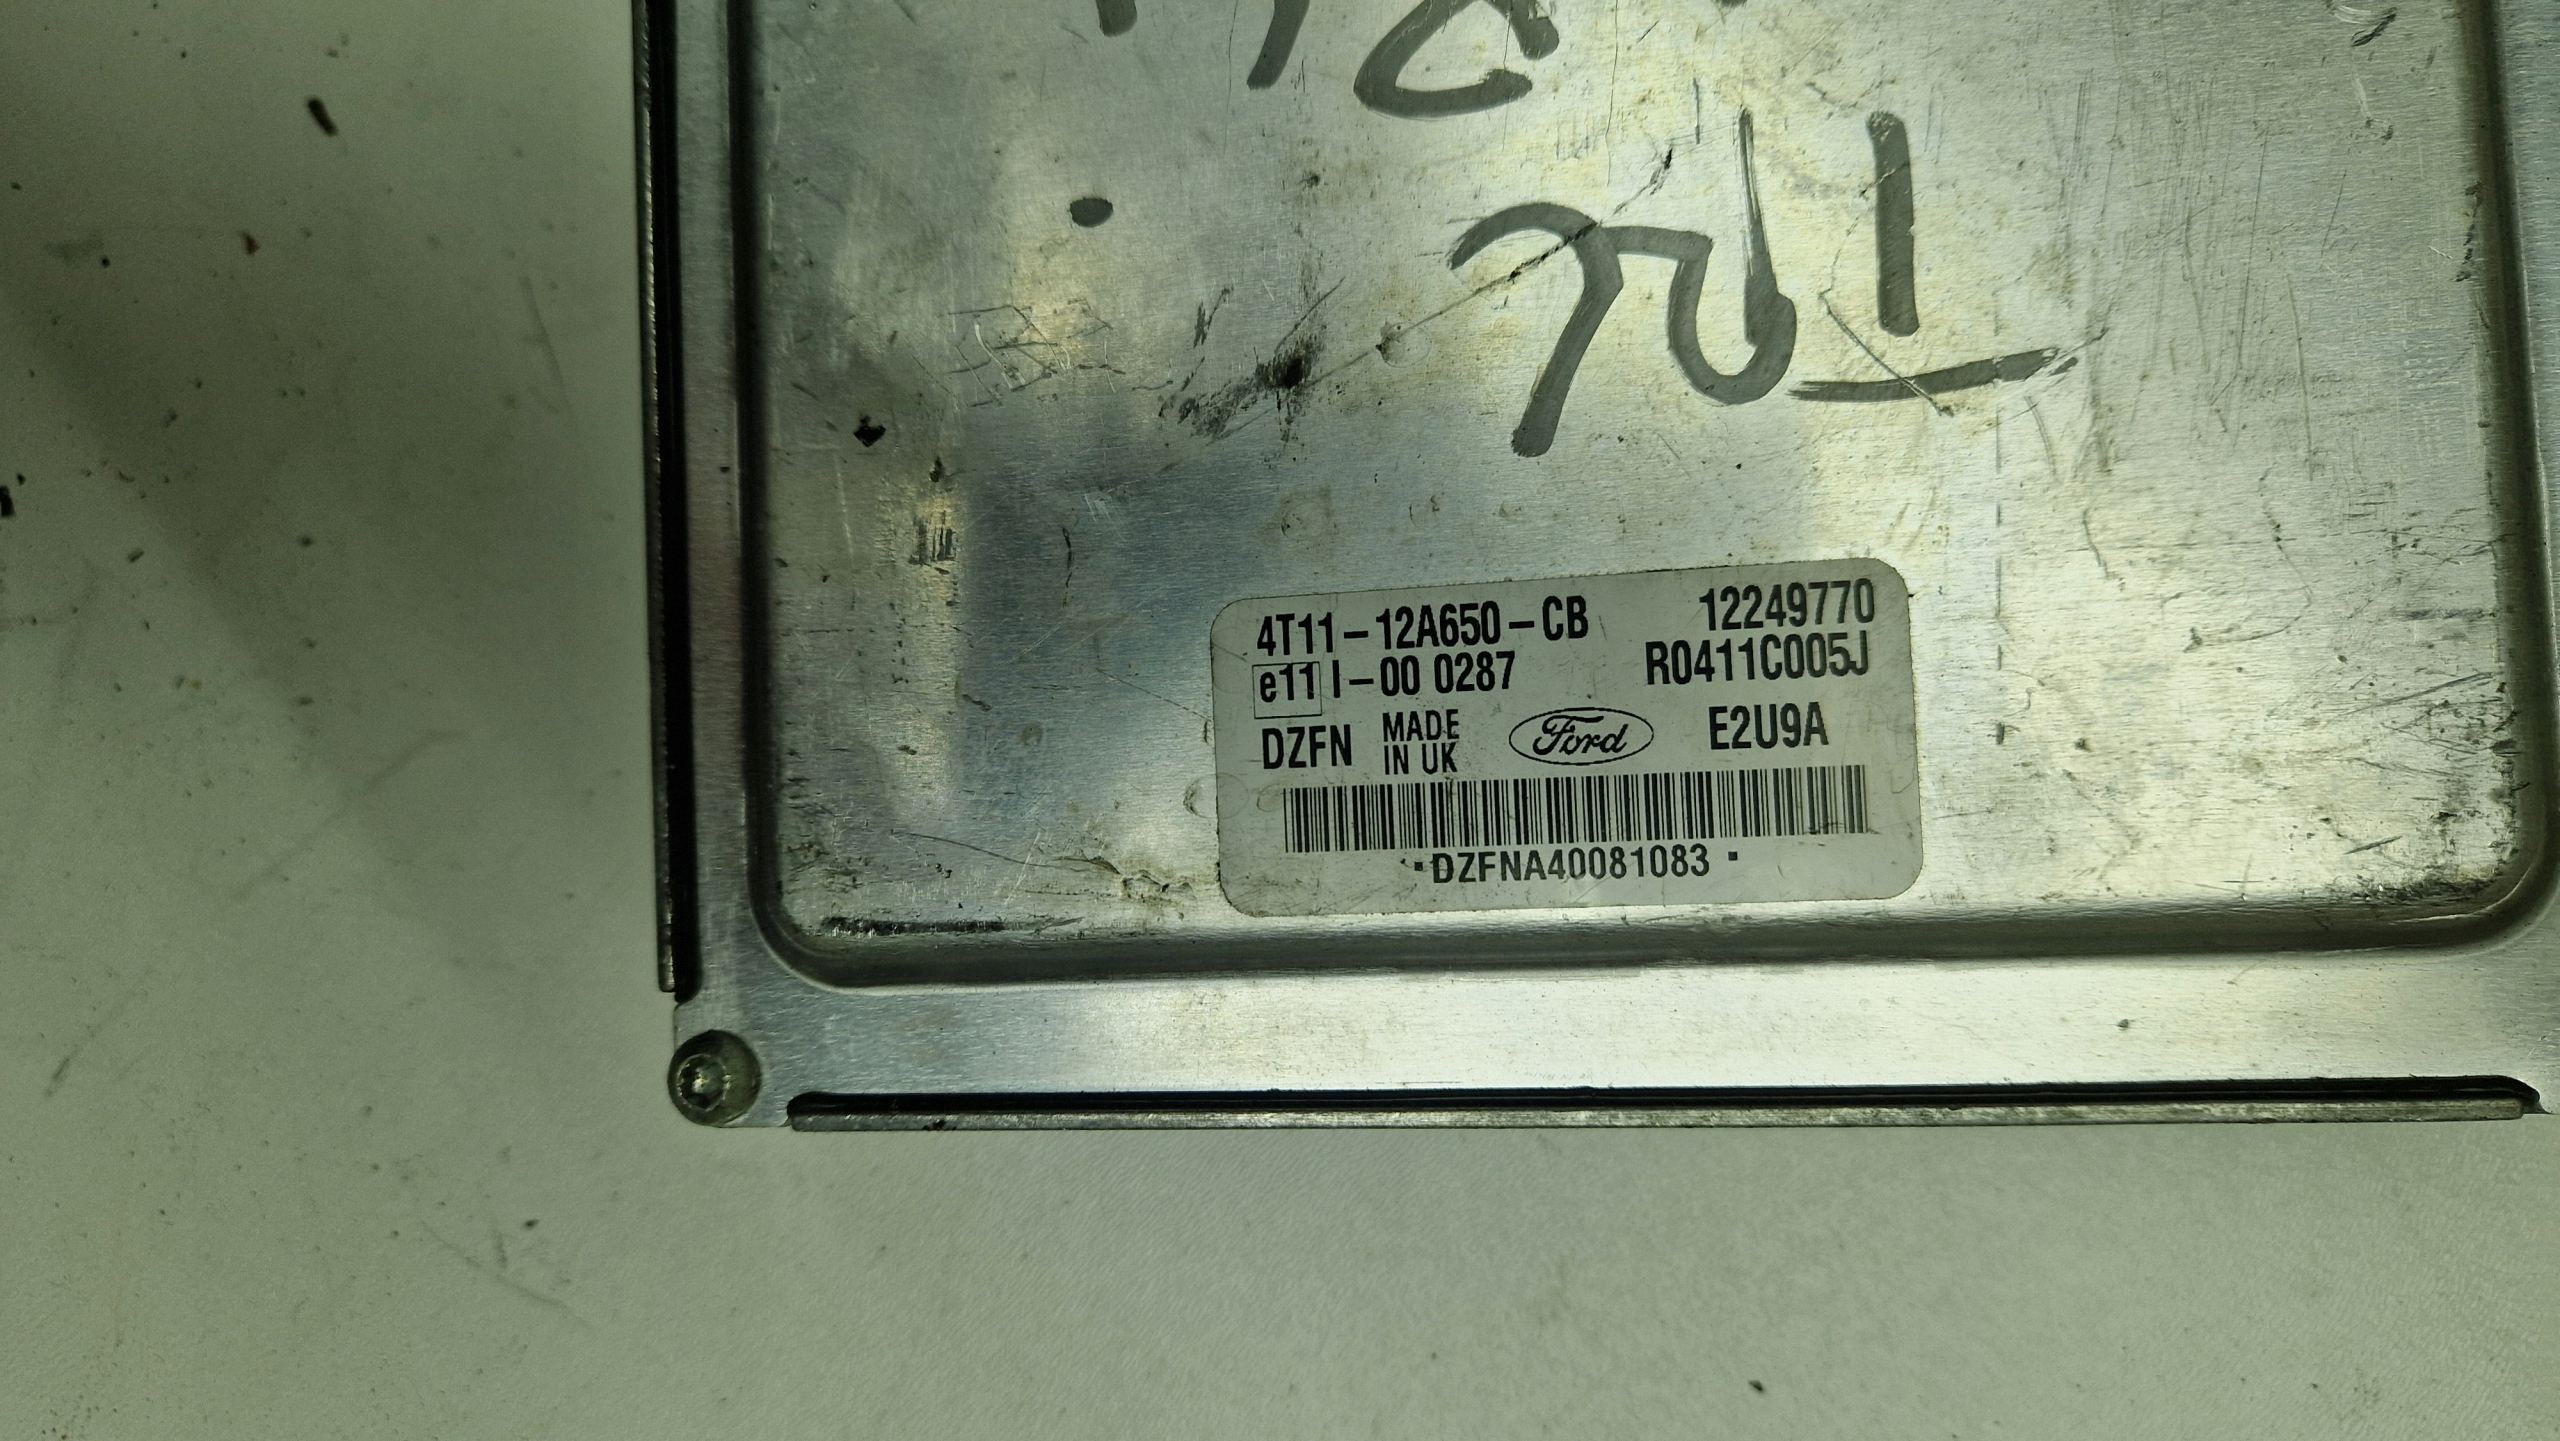 4T11-12A650-CB 12249770
e11 I-00 0287 R0411C005J
DZFN MADE IN UK Ford E2U9A
DZFNA40081083